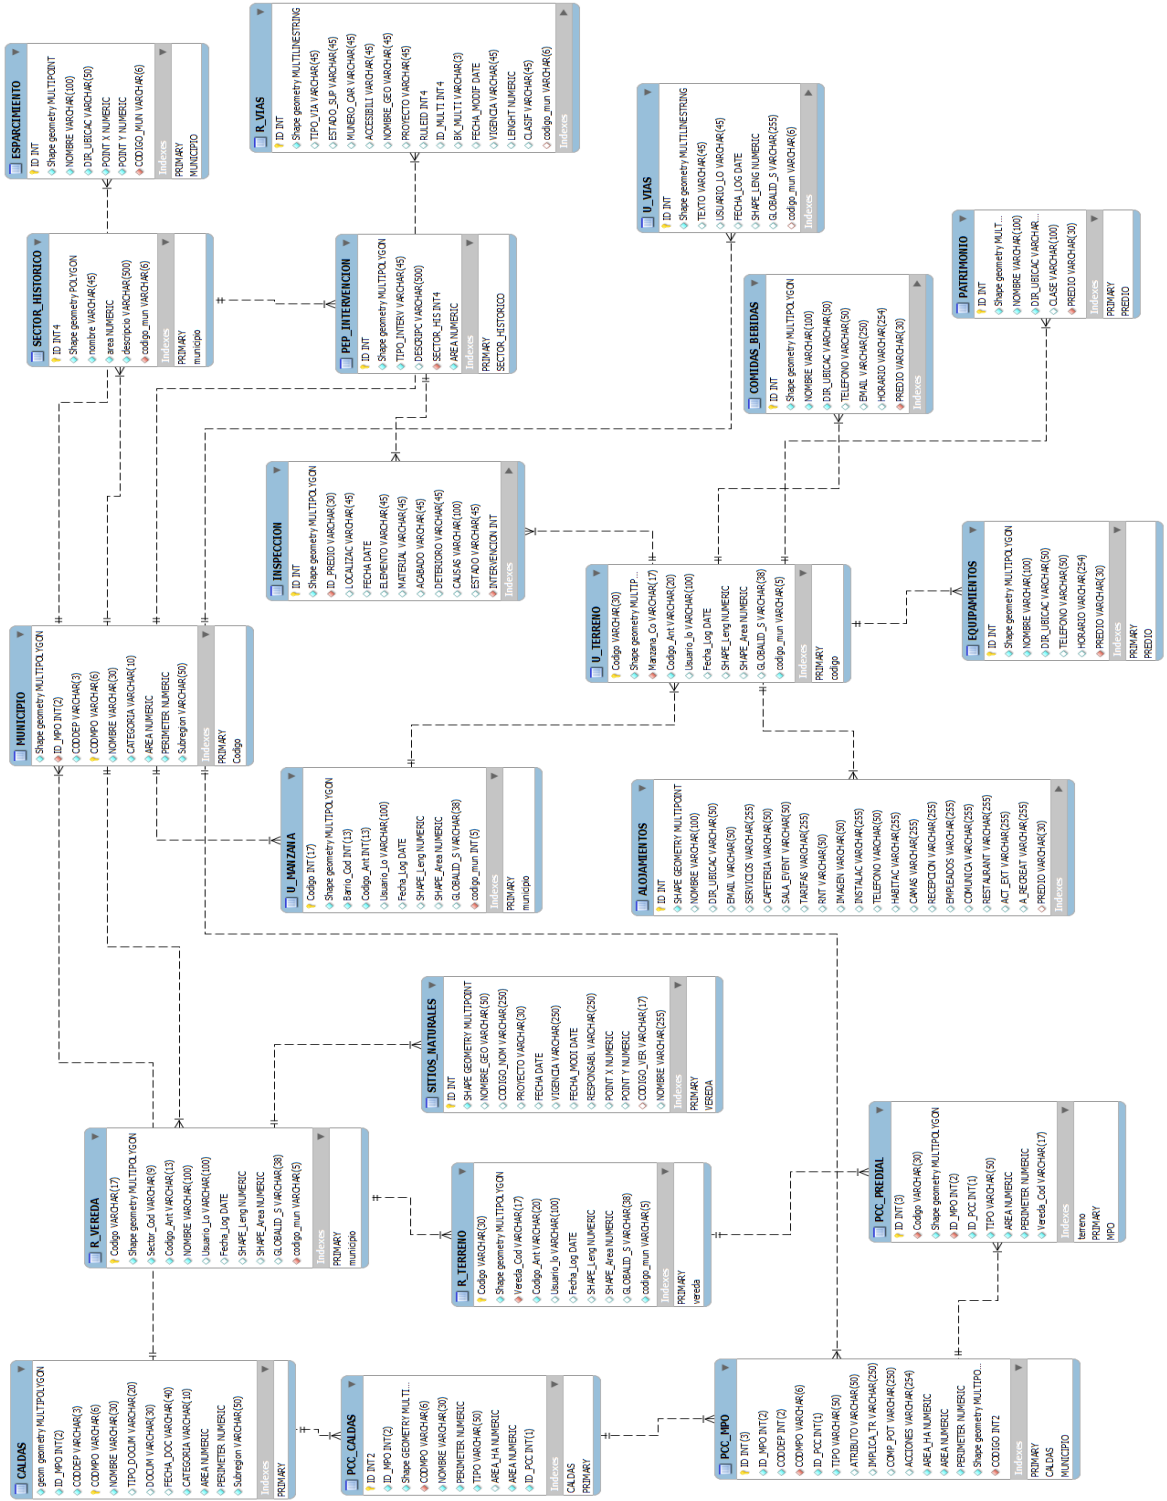 ESPARCIMIENTO
ID INT
Shape geometry MULTIPOINT
NOMBRE VARCHAR(100)
DIR_UBICAC VARCHAR(50)
POINT X NUMERIC
POINT Y NUMERIC
CODIGO_MUN VARCHAR(6)
Indexes
PRIMARY
MUNICIPIO
R_VIAS
ID INT
Shape geometry MULTILINESTRING
TIPO_VIA VARCHAR(45)
ESTADO_SUP VARCHAR(45)
MUNERO_CAR VARCHAR(45)
ACCESIBILI VARCHAR(45)
NOMBRE_GEO VARCHAR(45)
PROYECTO VARCHAR(45)
RULEID INT4
ID_MULTI INT4
BK_MULTI VARCHAR(3)
FECHA_MODIF DATE
VIGENCIA VARCHAR(45)
LENGHT NUMERIC
CLASIF VARCHAR(45)
codigo_mun VARCHAR(6)
Indexes
SECTOR_HISTORICO
ID INT4
Shape geometry POLYGON
nombre VARCHAR(45)
area NUMERIC
descripcio VARCHAR(500)
codigo_mun VARCHAR(6)
Indexes
PRIMARY
municipio
PEP_INTERVENCION
ID INT
Shape geometry MULTIPOLYGON
TIPO_INTERV VARCHAR(45)
DESCRIPC VARCHAR(500)
SECTOR_HIS INT4
AREA NUMERIC
Indexes
PRIMARY
SECTOR_HISTORICO
U_VIAS
ID INT
Shape geometry MULTILINESTRING
TEXTO VARCHAR(45)
USUARIO_LO VARCHAR(45)
FECHA_LOG DATE
SHAPE_LENG NUMERIC
GLOBALID_S VARCHAR(255)
codigo_mun VARCHAR(6)
Indexes
COMIDAS_BEBIDAS
ID INT
Shape geometry MULTIPOLYGON
NOMBRE VARCHAR(100)
DIR_UBICAC VARCHAR(50)
TELEFONO VARCHAR(50)
EMAIL VARCHAR(250)
HORARIO VARCHAR(254)
PREDIO VARCHAR(30)
Indexes
PATRIMONIO
ID INT
Shape geometry MULT...
NOMBRE VARCHAR(100)
DIR_UBICAC VARCHAR...
CLASE VARCHAR(100)
PREDIO VARCHAR(30)
Indexes
PRIMARY
PREDIO
INSPECCION
ID INT
Shape geometry MULTIPOLYGON
ID_PREDIO VARCHAR(30)
LOCALIZAC VARCHAR(45)
FECHA DATE
ELEMENTO VARCHAR(45)
MATERIAL VARCHAR(45)
ACABADO VARCHAR(45)
DETERIORO VARCHAR(45)
CAUSAS VARCHAR(100)
ESTADO VARCHAR(45)
INTERVENCION INT
Indexes
MUNICIPIO
Shape geometry MULTIPOLYGON
ID_MPO INT(2)
CODDEP VARCHAR(3)
CODMPO VARCHAR(6)
NOMBRE VARCHAR(30)
CATEGORIA VARCHAR(10)
AREA NUMERIC
PERIMETER NUMERIC
Subregion VARCHAR(50)
Indexes
PRIMARY
Codigo
U_TERRENO
Codigo VARCHAR(30)
Shape geometry MULTIP...
Manzana_Co VARCHAR(17)
Codigo_Ant VARCHAR(20)
Usuario_lo VARCHAR(100)
Fecha_Log DATE
SHAPE_Leng NUMERIC
SHAPE_Area NUMERIC
GLOBALID_S VARCHAR(38)
codigo_mun VARCHAR(5)
Indexes
PRIMARY
codigo
EQUIPAMIENTOS
ID INT
Shape geometry MULTIPOLYGON
NOMBRE VARCHAR(100)
DIR_UBICAC VARCHAR(50)
TELEFONO VARCHAR(50)
HORARIO VARCHAR(254)
PREDIO VARCHAR(30)
Indexes
PRIMARY
PREDIO
U_MANZANA
Codigo INT(17)
Shape geometry MULTIPOLYGON
Barrio_Cod INT(13)
Codigo_Ant INT(13)
Usuario_Lo VARCHAR(100)
Fecha_Log DATE
SHAPE_Leng NUMERIC
SHAPE_Area NUMERIC
GLOBALID_S VARCHAR(38)
codigo_mun INT(5)
Indexes
PRIMARY
municipio
ALOJAMIENTOS
ID INT
SHAPE GEOMETRY MULTIPOINT
NOMBRE VARCHAR(100)
DIR_UBICAC VARCHAR(50)
EMAIL VARCHAR(50)
SERVICIOS VARCHAR(255)
CAFETERIA VARCHAR(50)
SALA_EVENT VARCHAR(50)
TARIFAS VARCHAR(255)
RNT VARCHAR(50)
IMAGEN VARCHAR(50)
INSTALAC VARCHAR(255)
TELEFONO VARCHAR(50)
HABITAC VARCHAR(255)
CAMAS VARCHAR(255)
RECEPCION VARCHAR(255)
EMPLEADOS VARCHAR(255)
COMUNICA VARCHAR(255)
RESTAURANT VARCHAR(255)
ACT_EXT VARCHAR(255)
A_RECREAT VARCHAR(255)
PREDIO VARCHAR(30)
Indexes
SITIOS_NATURALES
ID INT
SHAPE GEOMETRY MULTIPOINT
NOMBRE_GEO VARCHAR(50)
CODIGO_NOM VARCHAR(250)
PROYECTO VARCHAR(30)
FECHA DATE
VIGENCIA VARCHAR(250)
FECHA_MODI DATE
RESPONSABL VARCHAR(250)
POINT X NUMERIC
POINT Y NUMERIC
CODIGO_VER VARCHAR(17)
NOMBRE VARCHAR(255)
Indexes
PRIMARY
VEREDA
R_VEREDA
Codigo VARCHAR(17)
Shape geometry MULTIPOLYGON
Sector_Cod VARCHAR(9)
Codigo_Ant VARCHAR(13)
NOMBRE VARCHAR(100)
Usuario_Lo VARCHAR(100)
Fecha_Log DATE
SHAPE_Leng NUMERIC
SHAPE_Area NUMERIC
GLOBALID_S VARCHAR(38)
codigo_mun VARCHAR(5)
Indexes
PRIMARY
municipio
R_TERRENO
Codigo VARCHAR(30)
Shape geometry MULTIPOLYGON
Vereda_Cod VARCHAR(17)
Codigo_Ant VARCHAR(20)
Usuario_lo VARCHAR(100)
Fecha_Log DATE
SHAPE_Leng NUMERIC
SHAPE_Area NUMERIC
GLOBALID_S VARCHAR(38)
codigo_mun VARCHAR(5)
Indexes
PRIMARY
vereda
PCC_PREDIAL
ID INT(3)
Codigo VARCHAR(30)
Shape geometry MULTIPOLYGON
ID_MPO INT(2)
ID_PCC INT(1)
TIPO VARCHAR(50)
AREA NUMERIC
PERIMETER NUMERIC
Vereda_Cod VARCHAR(17)
Indexes
terreno
PRIMARY
MPO
CALDAS
geom geometry MULTIPOLYGON
ID_MPO INT(2)
CODDEP VARCHAR(3)
CODMPO VARCHAR(6)
NOMBRE VARCHAR(30)
TIPO_DOCUM VARCHAR(20)
DOCUM VARCHAR(30)
FECHA_DOC VARCHAR(40)
CATEGORIA VARCHAR(10)
AREA NUMERIC
PERIMETER NUMERIC
Subregion VARCHAR(50)
Indexes
PRIMARY
PCC_CALDAS
ID INT2
ID_MPO INT(2)
Shape GEOMETRY MULTI...
CODMPO VARCHAR(6)
NOMBRE VARCHAR(30)
PERIMETER NUMERIC
TIPO VARCHAR(50)
AREA_HA NUMERIC
AREA NUMERIC
ID_PCC INT(1)
Indexes
CALDAS
PRIMARY
PCC_MPO
ID INT(3)
ID_MPO INT(2)
CODDEP INT(2)
CODMPO VARCHAR(6)
ID_PCC INT(1)
TIPO VARCHAR(50)
ATRIBUTO VARCHAR(50)
IMPLICA_TR VARCHAR(250)
COMP_POT VARCHAR(250)
ACCIONES VARCHAR(254)
AREA_HA NUMERIC
AREA NUMERIC
PERIMETER NUMERIC
Shape geometry MULTIPO...
CODIGO INT2
Indexes
PRIMARY
CALDAS
MUNICIPIO